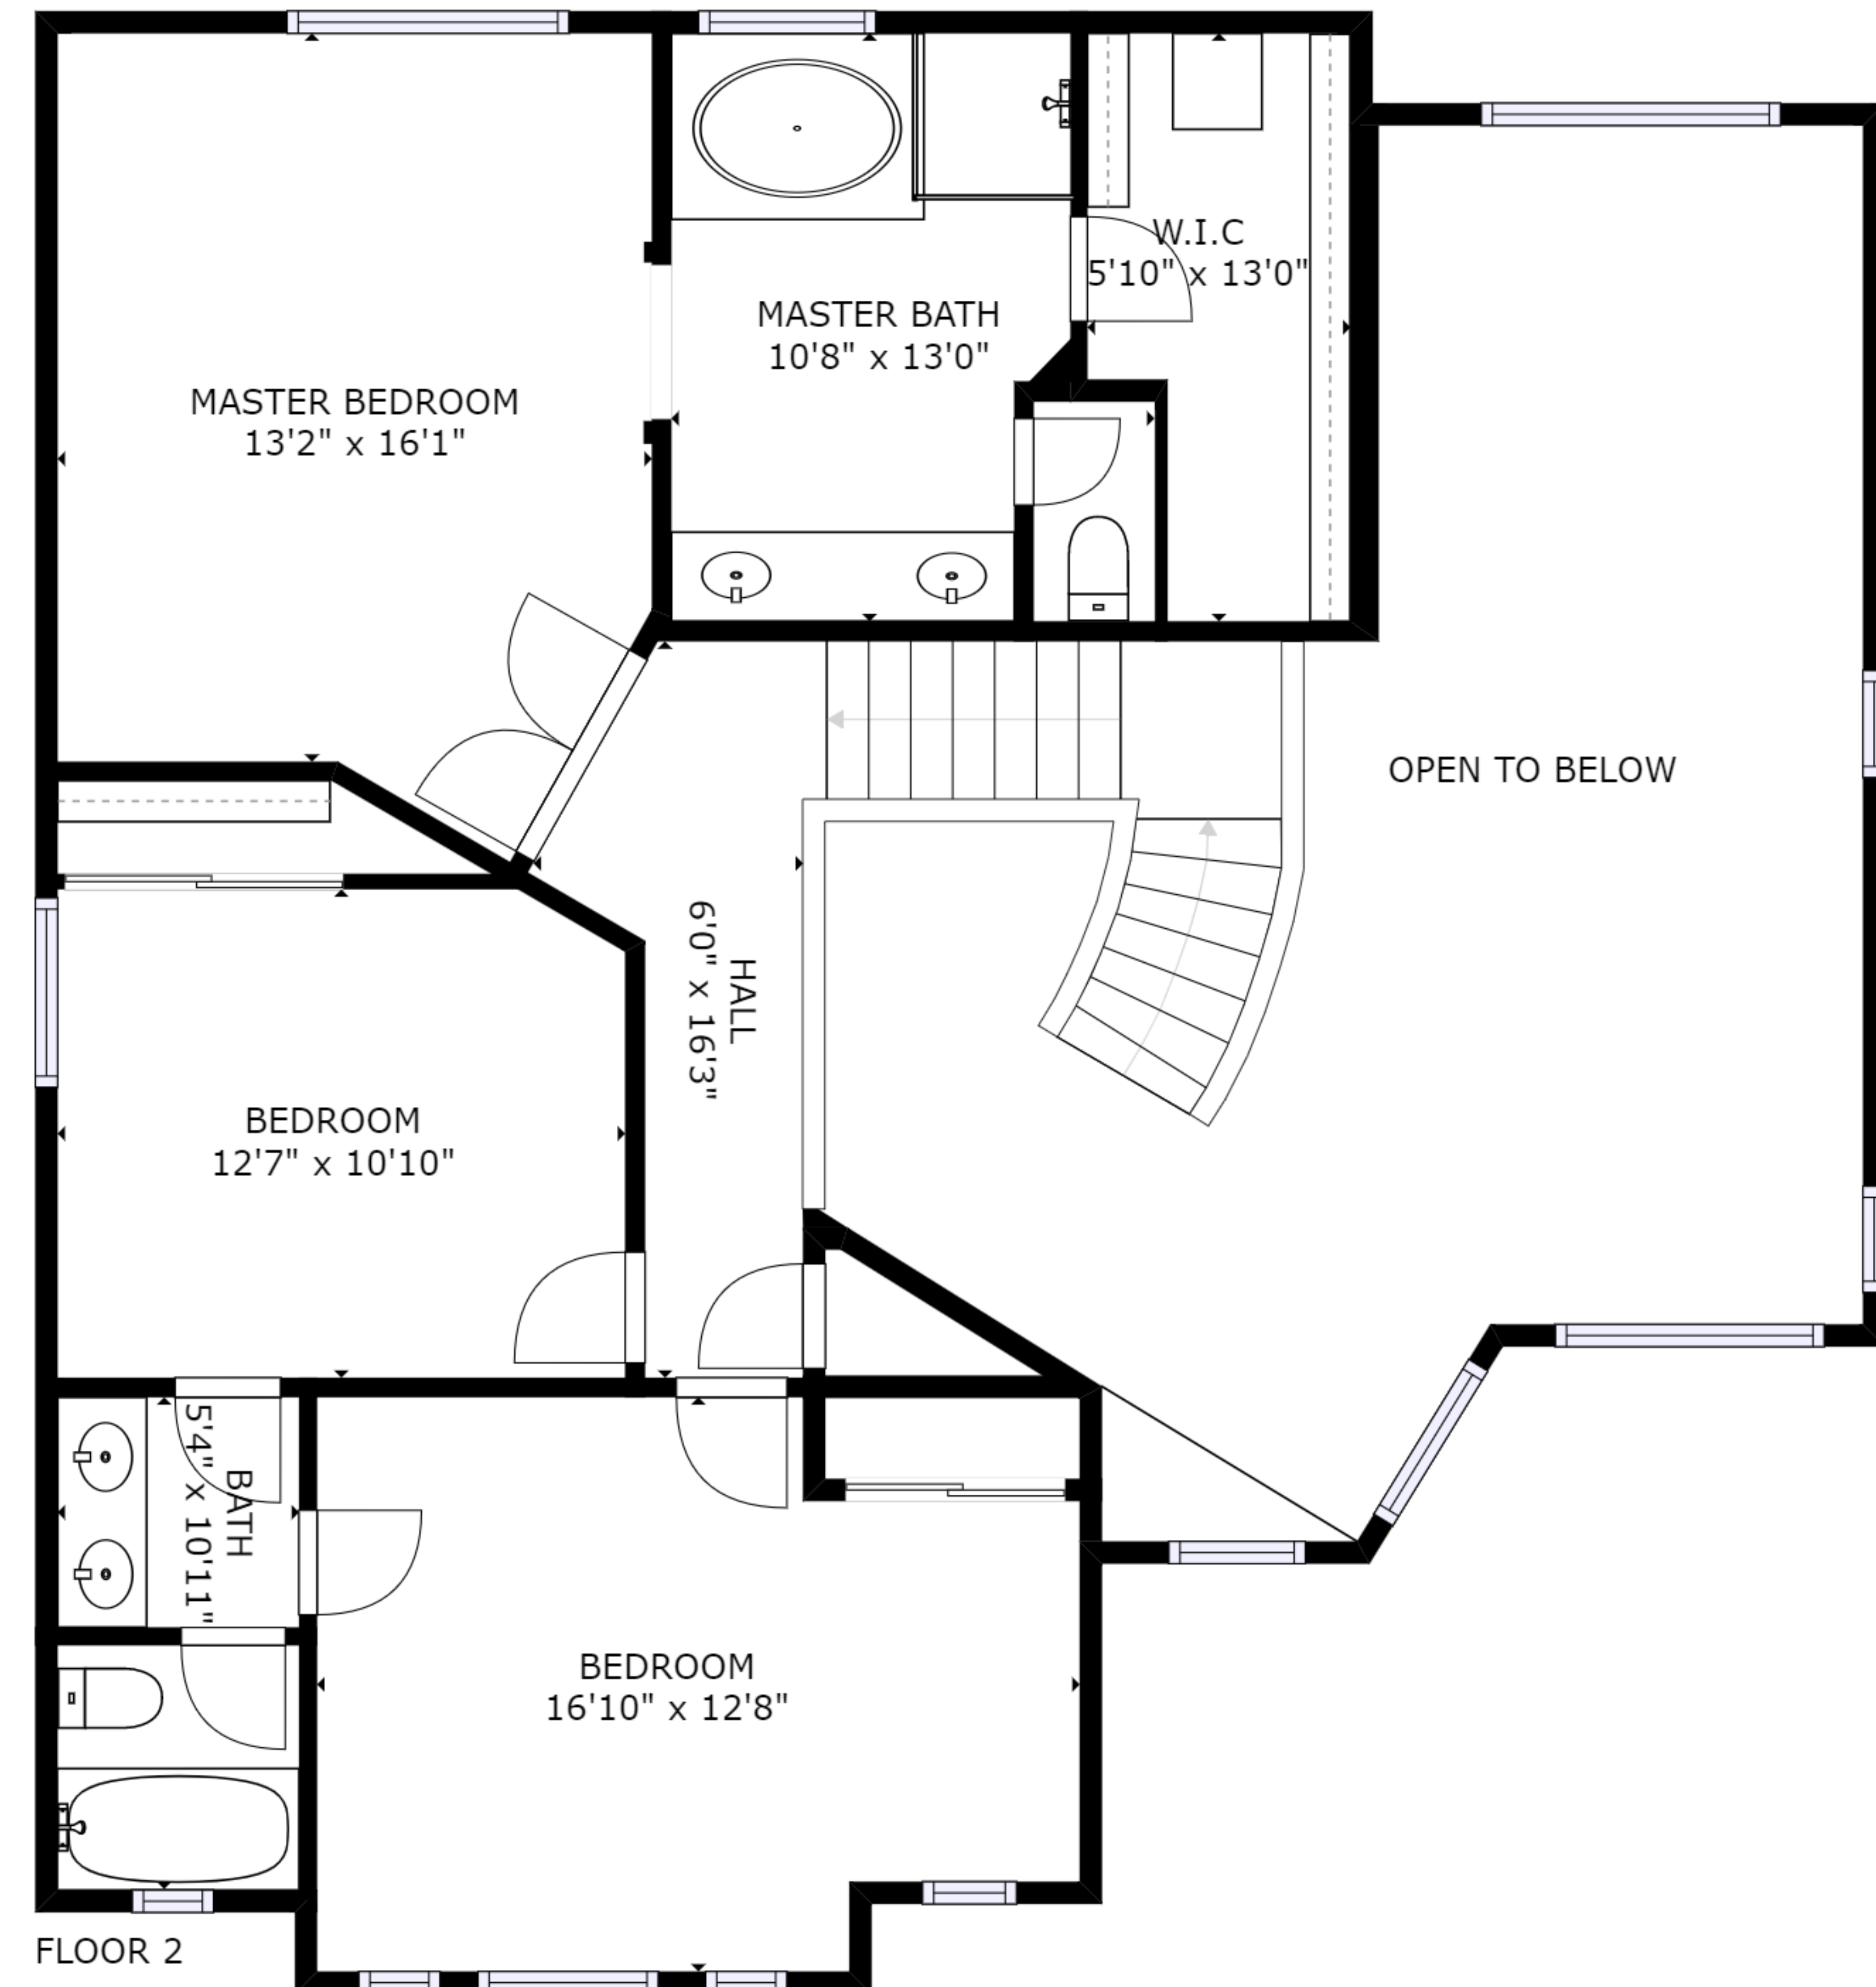 W.I.C
5'10" x 13'0"
MASTER BATH
10'8" x 13'0"
MASTER BEDROOM
13'2" x 16'1"
OPEN TO BELOW
HALL
6'0" x 16'3"
BEDROOM
12'7" x 10'10"
BATH
5'4" x 10'11"
BEDROOM
16'10" x 12'8"
FLOOR 2